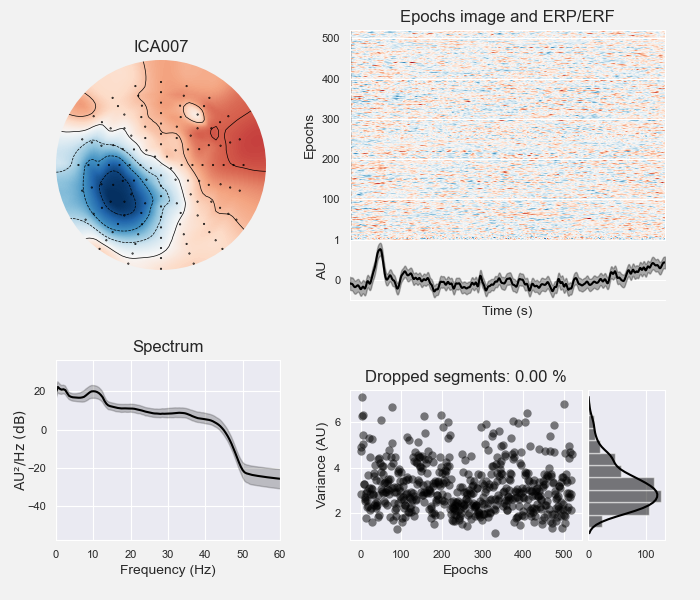 ICA007
Epochs image and ERP/ERF
500
400
300
200
100
Epochs
1
0
AU
Time (s)
Spectrum
20
0
−20
−40
AU²/Hz (dB)
0 10 20 30 40 50 60
Frequency (Hz)
Dropped segments: 0.00 %
6
4
2
Variance (AU)
0 100 200 300 400 500
Epochs
0 100